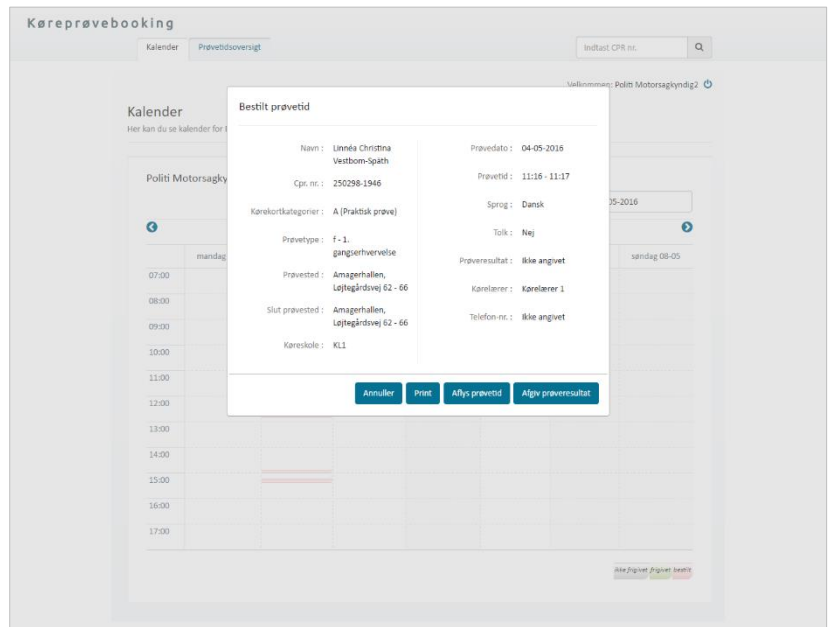 Køreprøvebooking
Kalender Prøvetidsoversigt
Indtast CPR nr.
Velkommen: Politi Motorsagkyndig2
Kalender
Her kan du se kalender for
Bestilt prøvetid
Navn : Linnéa Christina
Vestbom-Späth
Cpr. nr. : 250298-1946
Kørekortkategorier : A (Praktisk prøve)
Prøvetype : f - 1.
gangserhvervelse
Prøvested : Amagerhallen,
Løjtegårdsvej 62 - 66
Slut prøvested : Amagerhallen,
Løjtegårdsvej 62 - 66
Køreskole : KL1
Prøvedato : 04-05-2016
Prøvetid : 11:16 - 11:17
Sprog : Dansk
Tolk : Nej
Prøveresultat : Ikke angivet
Kørelærer : Kørelærer 1
Telefon-nr. : Ikke angivet
Annuller Print Aflys prøvetid Afgiv prøveresultat
Politi Motorsagky
05-2016
mandag søndag 08-05
07:00
08:00
09:00
10:00
11:00
12:00
13:00
14:00
15:00
16:00
17:00
ikke frigivet frigivet bestilt